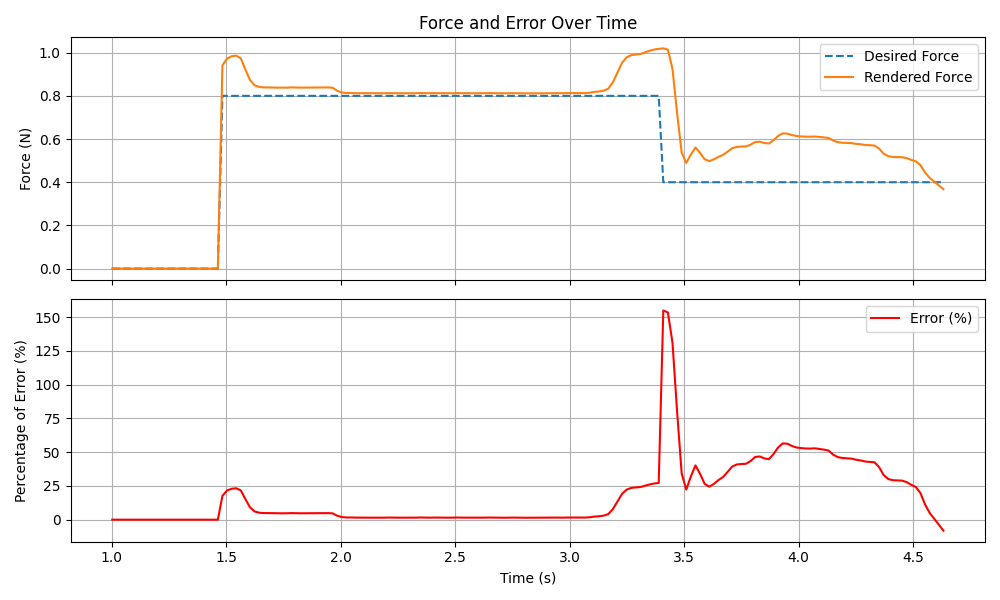 Force and Error Over Time
Force (N)
1.0
0.8
0.6
0.4
0.2
0.0
Desired Force
Rendered Force
Percentage of Error (%)
150
125
100
75
50
25
0
Error (%)
1.0 1.5 2.0 2.5 3.0 3.5 4.0 4.5
Time (s)